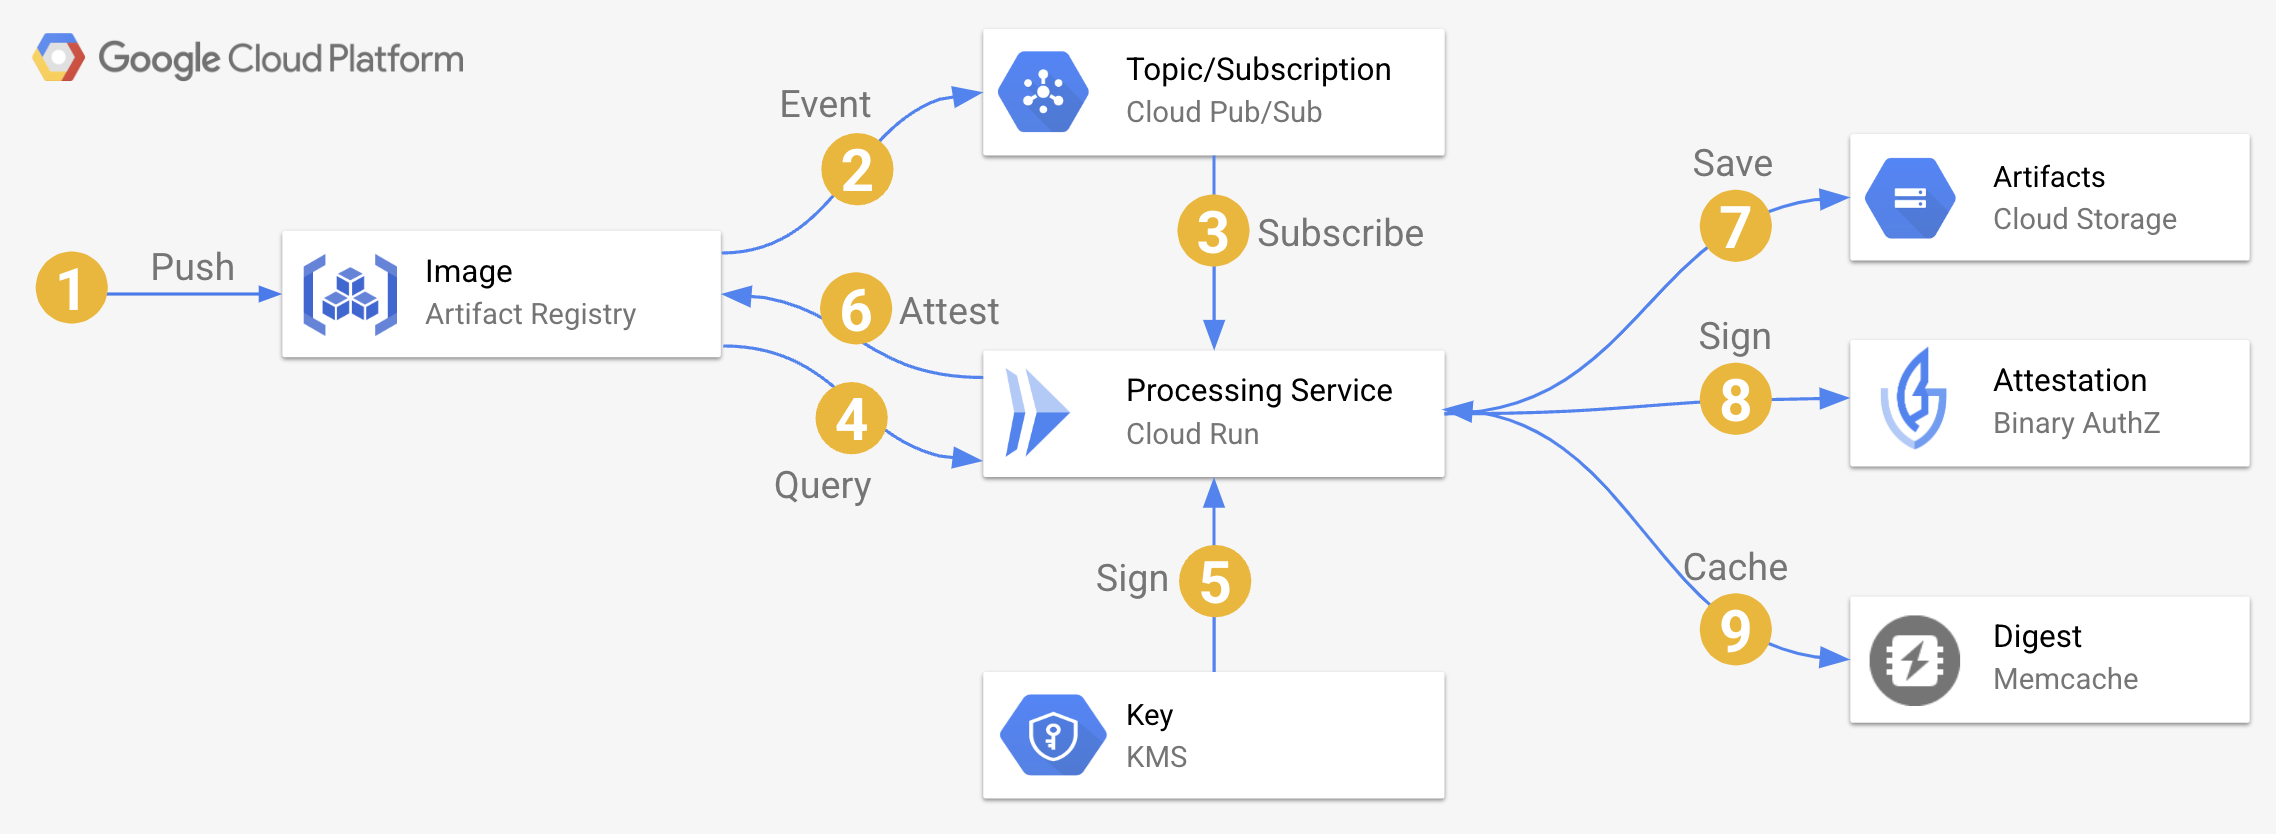 Google Cloud Platform
1
Push
Image
Artifact Registry
Event
2
Topic/Subscription
Cloud Pub/Sub
3
Subscribe
6
Attest
4
Query
Processing Service
Cloud Run
Sign
5
Key
KMS
Save
7
Artifacts
Cloud Storage
Sign
8
Attestation
Binary AuthZ
Cache
9
Digest
Memcache